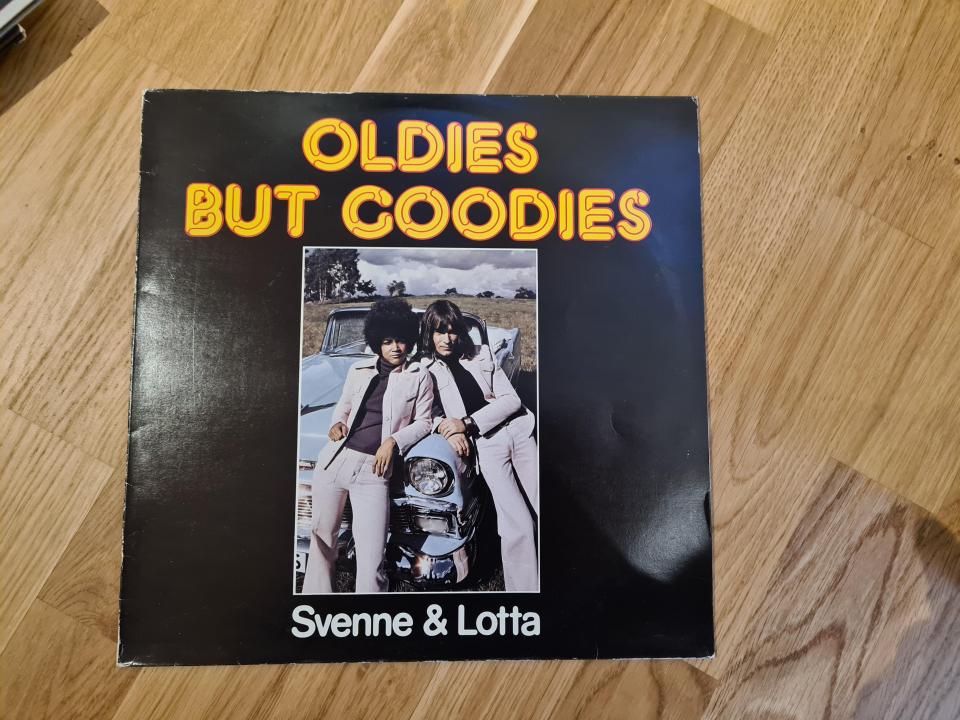 OLDIES
BUT GOODIES
Svenne & Lotta